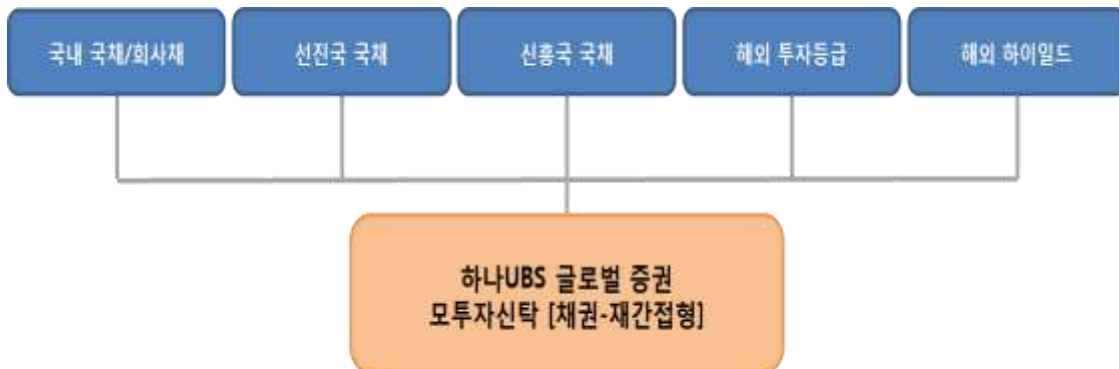 국내 국채/회사채
선진국 국채
신흥국 국채
해외 투자등급
해외 하이일드
하나UBS 글로벌 증권
모투자신탁 [채권-재간접형]